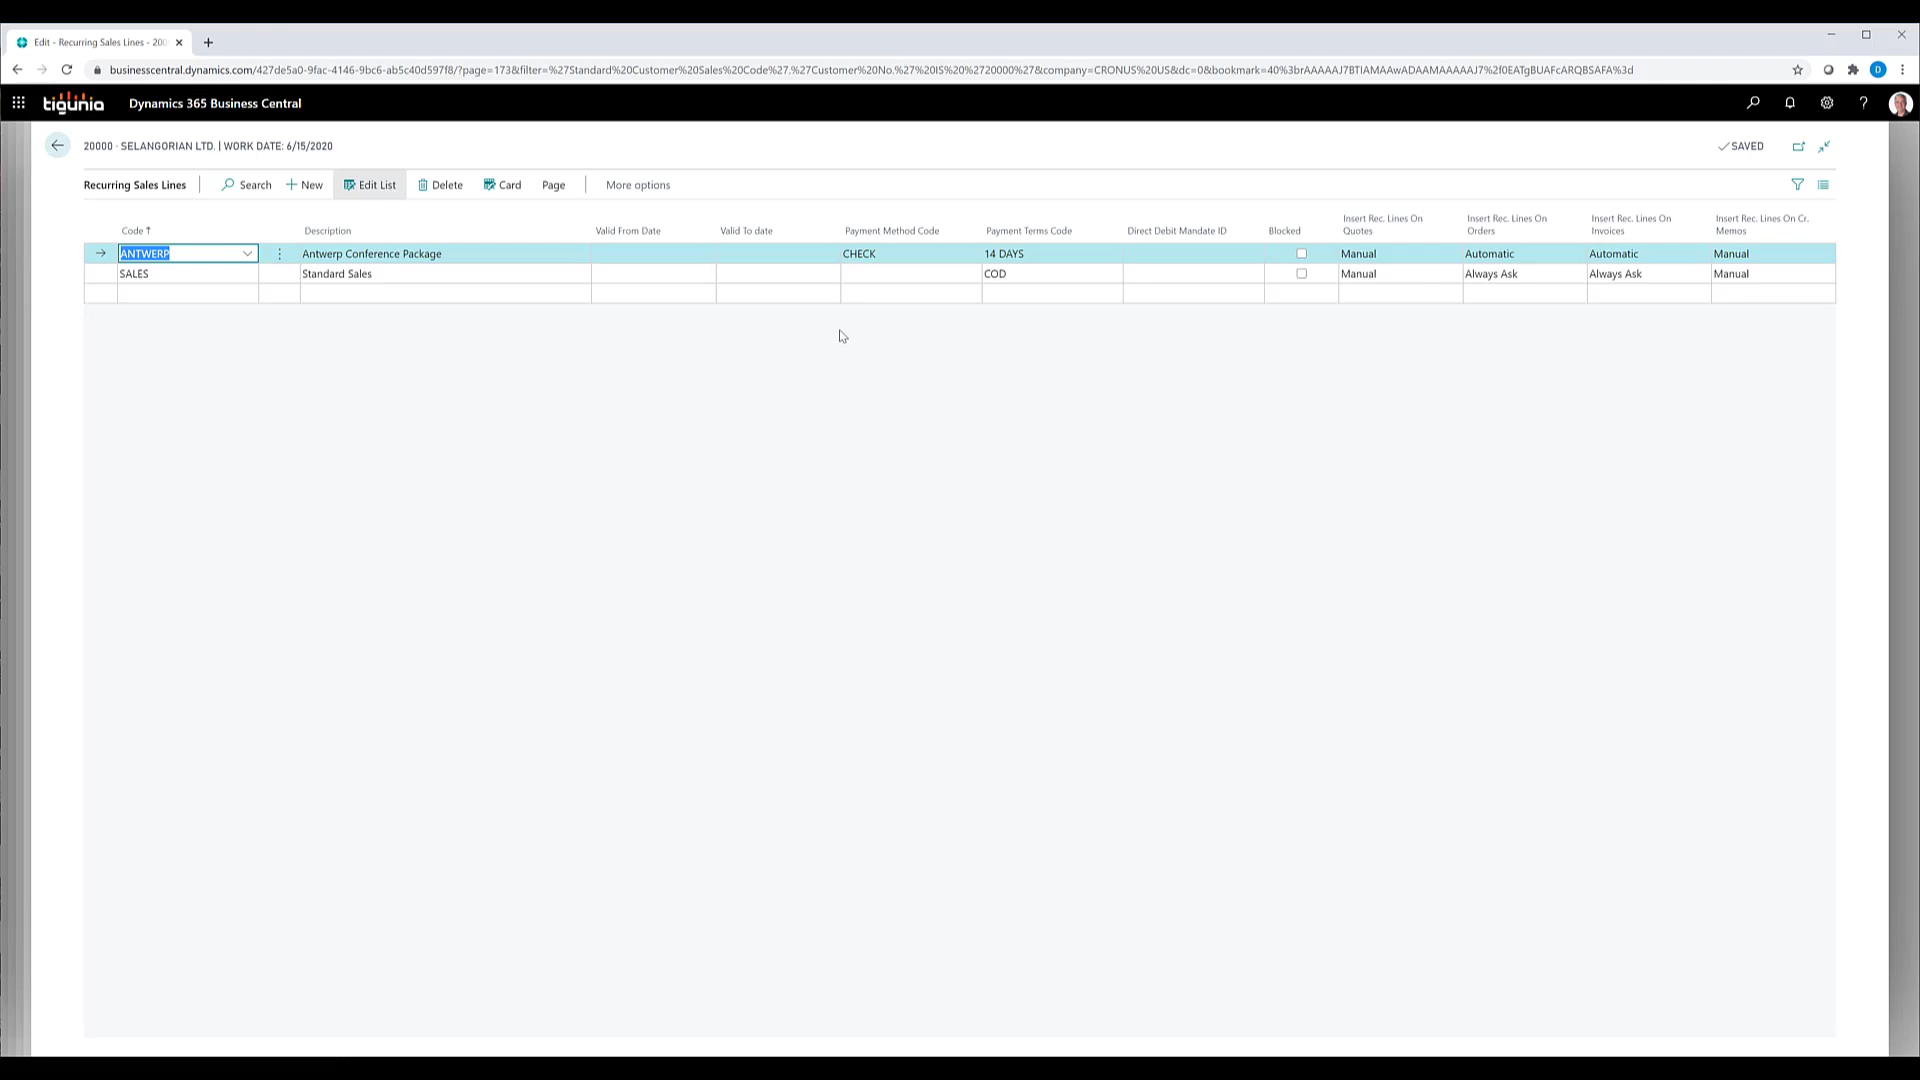 Edit - Recurring Sales Lines - 200
businesscentral.dynamics.com/427de5a0-9fac-4146-9bc6-ab5c40d597f8/?page=173&filter=%27Standard%20Customer%20Sales%20Code%27.%27Customer%20No.%27%20IS%20%2720000%27&company=CRONUS%20US&dc=0&bookmark=40%3brAAAAAJ7BTIAMAAwADAAMAAAAAJ7%2f0EATgBUAFcARQBSAFA%3d
D
tigunia Dynamics 365 Business Central ?
20000 · SELANGORIAN LTD. | WORK DATE: 6/15/2020 SAVED
Recurring Sales Lines Search New Edit List Delete Card Page More options
Code ↑ Description Valid From Date Valid To date Payment Method Code Payment Terms Code Direct Debit Mandate ID Blocked Insert Rec. Lines On Quotes Insert Rec. Lines On Orders Insert Rec. Lines On Invoices Insert Rec. Lines On Cr. Memos
ANTWERP Antwerp Conference Package CHECK 14 DAYS Manual Automatic Automatic Manual
SALES Standard Sales COD Manual Always Ask Always Ask Manual